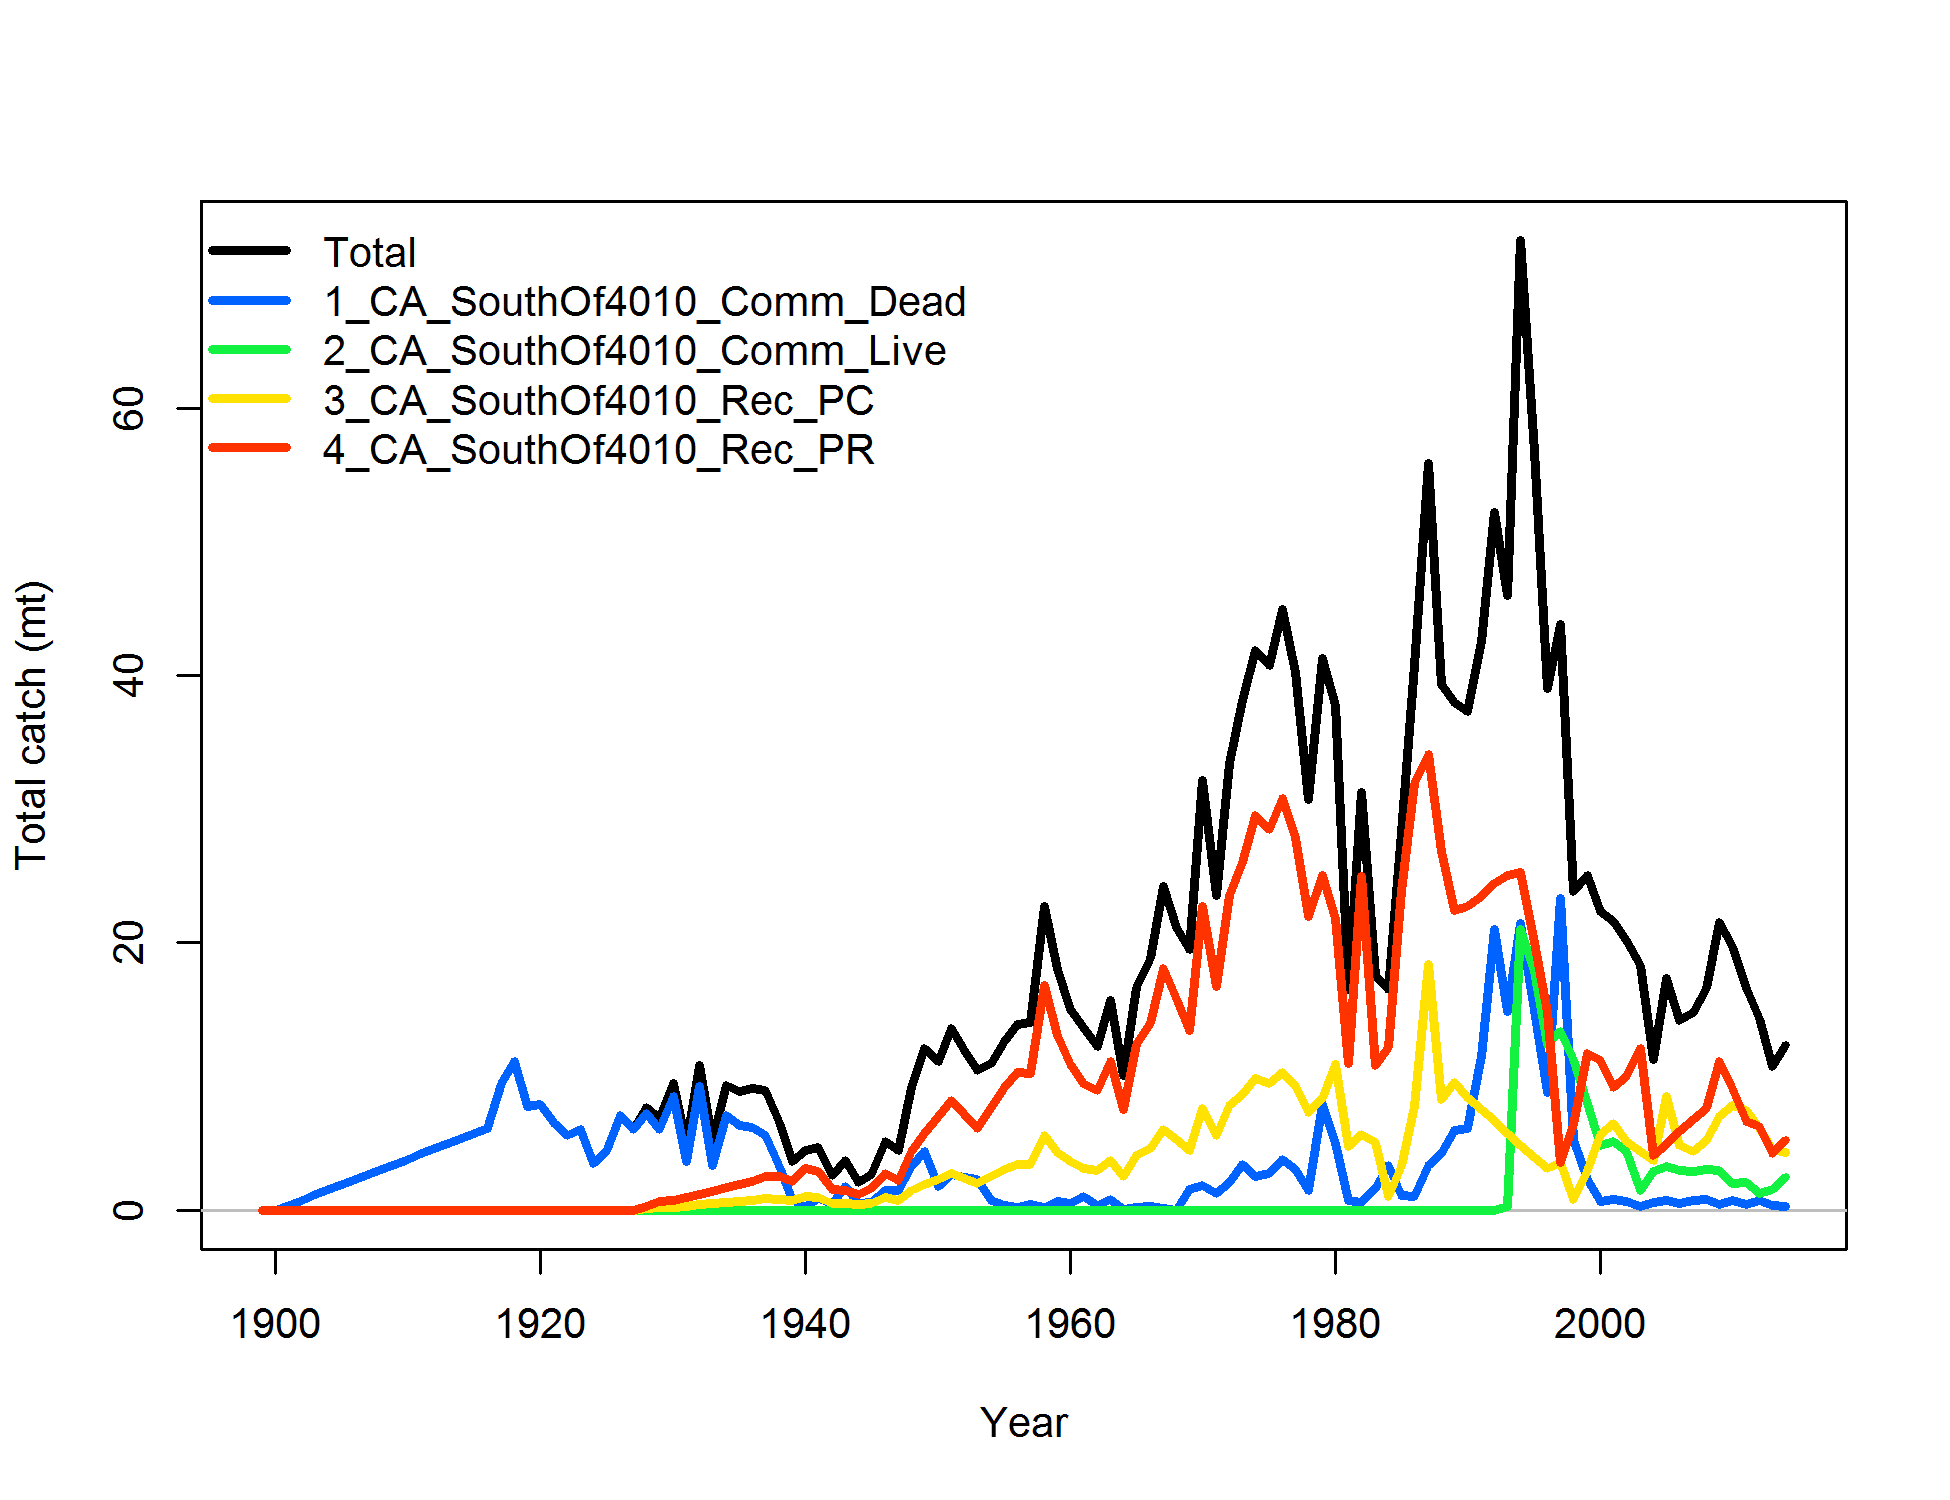 Total
1_CA_SouthOf4010_Comm_Dead
2_CA_SouthOf4010_Comm_Live
3_CA_SouthOf4010_Rec_PC
4_CA_SouthOf4010_Rec_PR
Total catch (mt)
60
40
20
0
1900 1920 1940 1960 1980 2000
Year